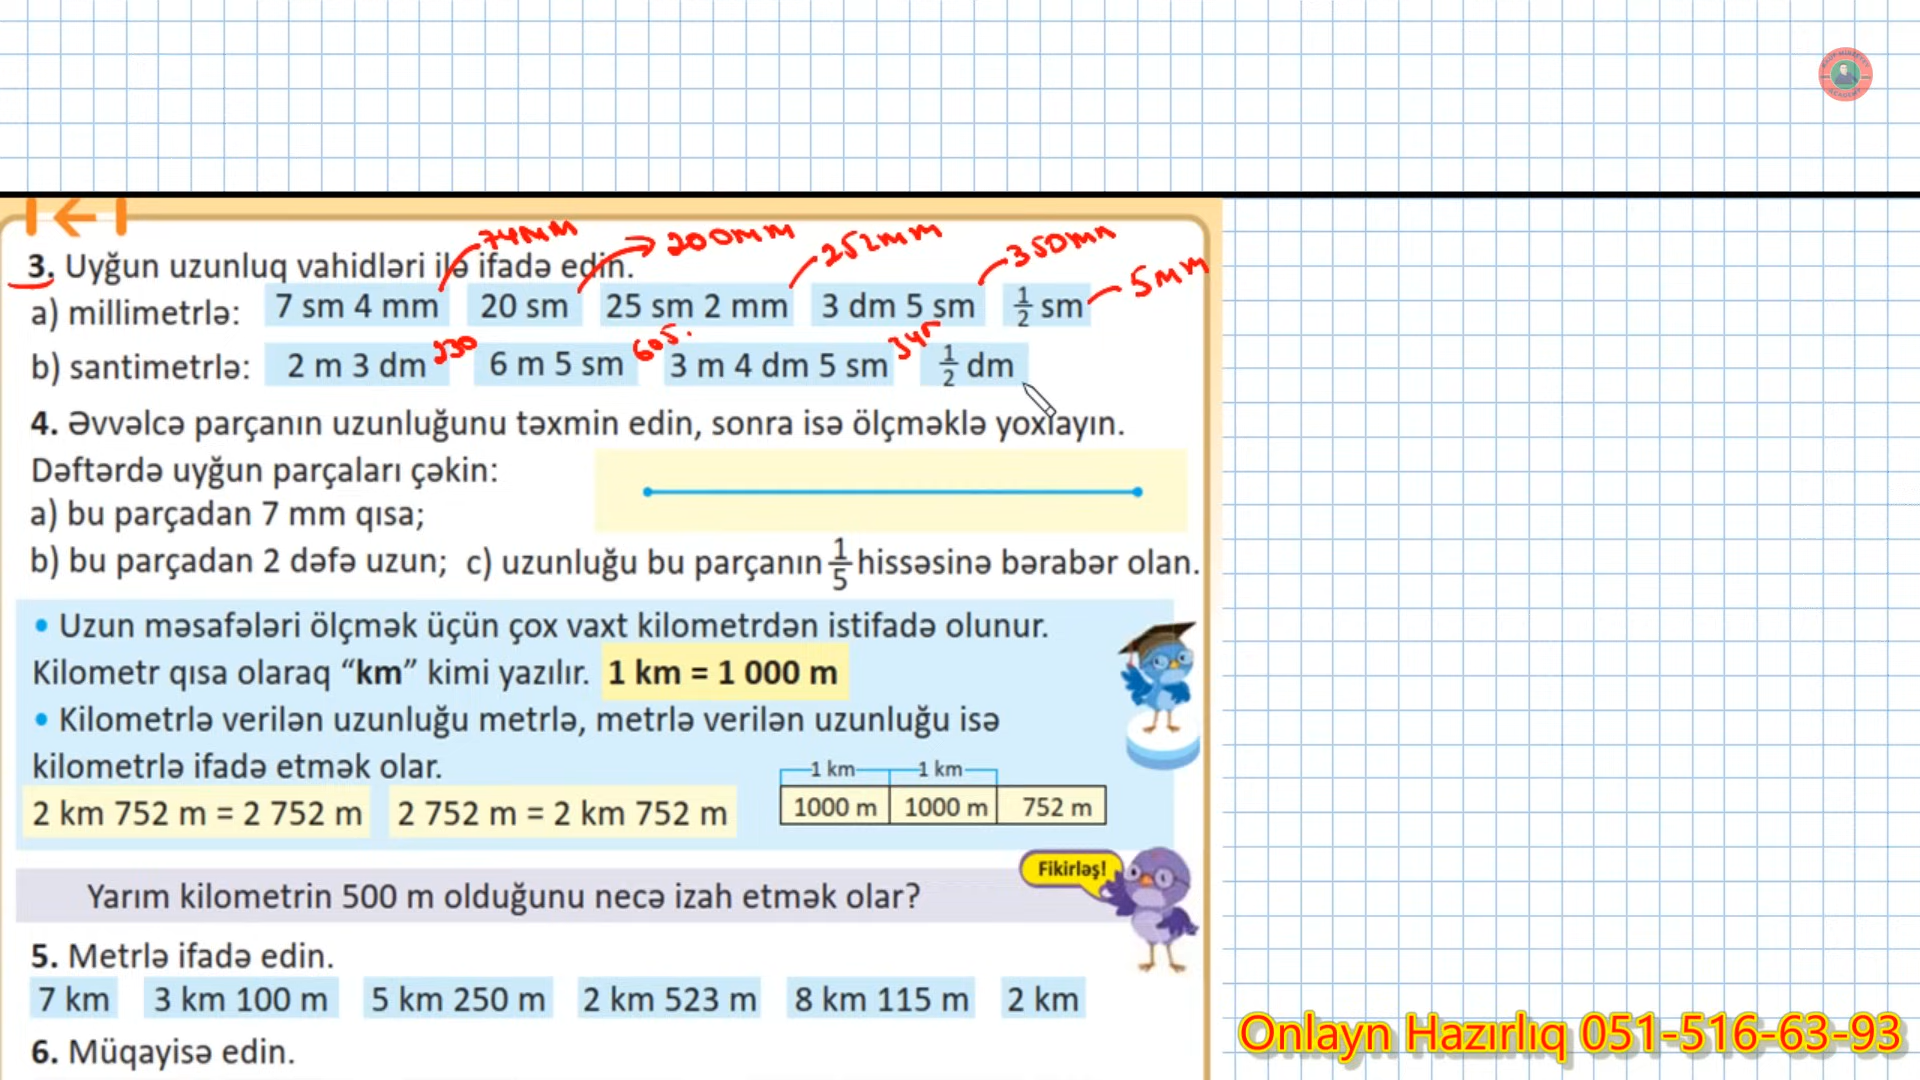 74мм 200мм 252мм 350мм
3. Uyğun uzunluq vahidləri ilə ifadə edin.
a) millimetrlə: 7 sm 4 mm 20 sm 25 sm 2 mm 3 dm 5 sm 1/2 sm 5мм
b) santimetrlə: 2 m 3 dm 230 6 m 5 sm 605. 3 m 4 dm 5 sm 345 1/2 dm
4. Əvvəlcə parçanın uzunluğunu təxmin edin, sonra isə ölçməklə yoxlayın.
Dəftərdə uyğun parçaları çəkin:
a) bu parçadan 7 mm qısa;
b) bu parçadan 2 dəfə uzun; c) uzunluğu bu parçanın 1/5 hissəsinə bərabər olan.
• Uzun məsafələri ölçmək üçün çox vaxt kilometrdən istifadə olunur.
Kilometr qısa olaraq “km” kimi yazılır. 1 km = 1 000 m
• Kilometrlə verilən uzunluğu metrlə, metrlə verilən uzunluğu isə
kilometrlə ifadə etmək olar.
1 km 1 km
2 km 752 m = 2 752 m 2 752 m = 2 km 752 m 1000 m 1000 m 752 m
Fikirləş!
Yarım kilometrin 500 m olduğunu necə izah etmək olar?
5. Metrlə ifadə edin.
7 km 3 km 100 m 5 km 250 m 2 km 523 m 8 km 115 m 2 km
6. Müqayisə edin.
Onlayn Hazırlıq 051-516-63-93